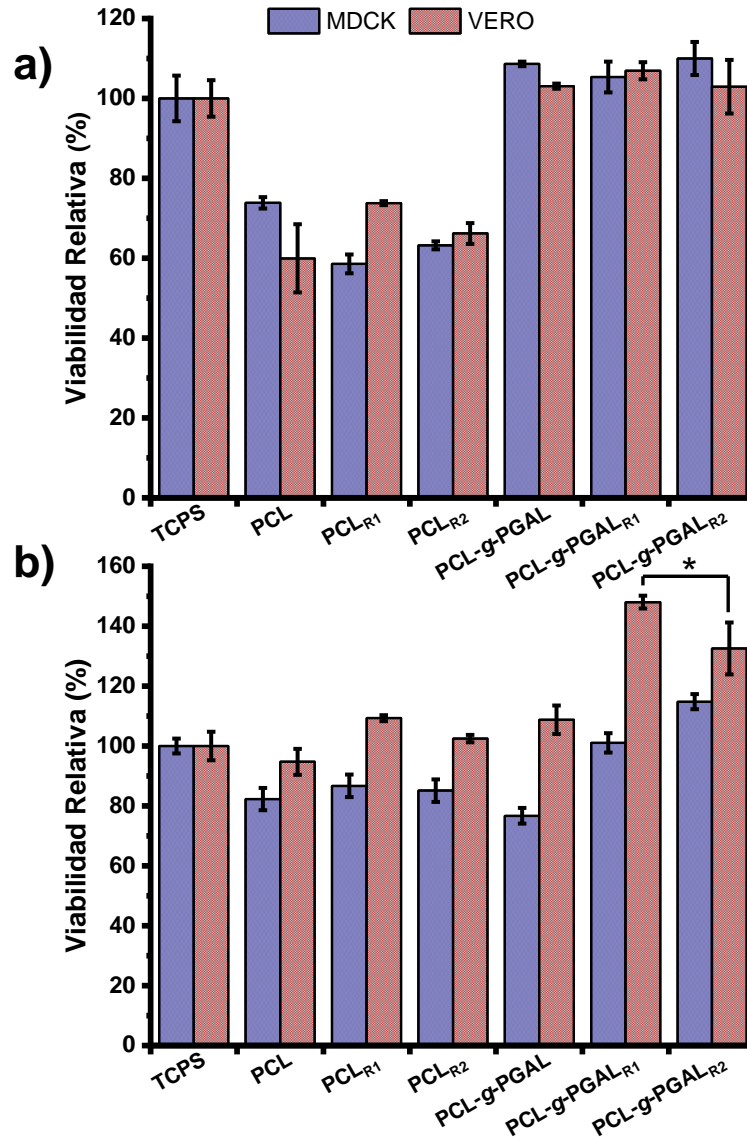 MDCK VERO
a)
Viabilidad Relativa (%)
120
100
80
60
40
20
0
TCPS PCL PCLR1 PCLR2 PCL-g-PGAL PCL-g-PGALR1 PCL-g-PGALR2
b)
Viabilidad Relativa (%)
160
140
120
100
80
60
40
20
0
*
TCPS PCL PCLR1 PCLR2 PCL-g-PGAL PCL-g-PGALR1 PCL-g-PGALR2